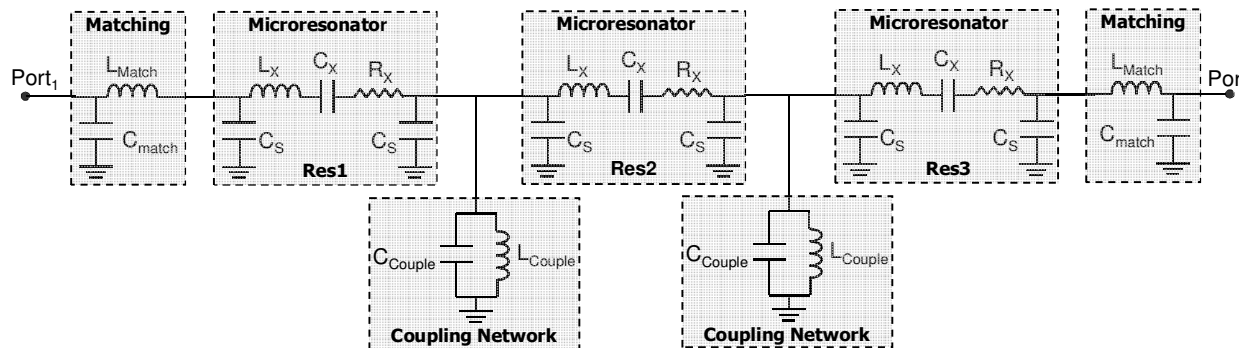 Matching
Microresonator
Microresonator
Microresonator
Matching
Port1
LMatch
Cmatch
LX
CX
RX
CS
CS
Res1
LX
CX
RX
CS
CS
Res2
LX
CX
RX
CS
CS
Res3
LMatch
Cmatch
Por
CCouple
LCouple
Coupling Network
CCouple
LCouple
Coupling Network